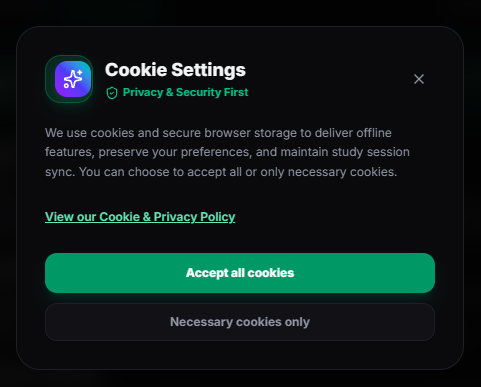 Cookie Settings
Privacy & Security First
We use cookies and secure browser storage to deliver offline
features, preserve your preferences, and maintain study session
sync. You can choose to accept all or only necessary cookies.
View our Cookie & Privacy Policy
Accept all cookies
Necessary cookies only